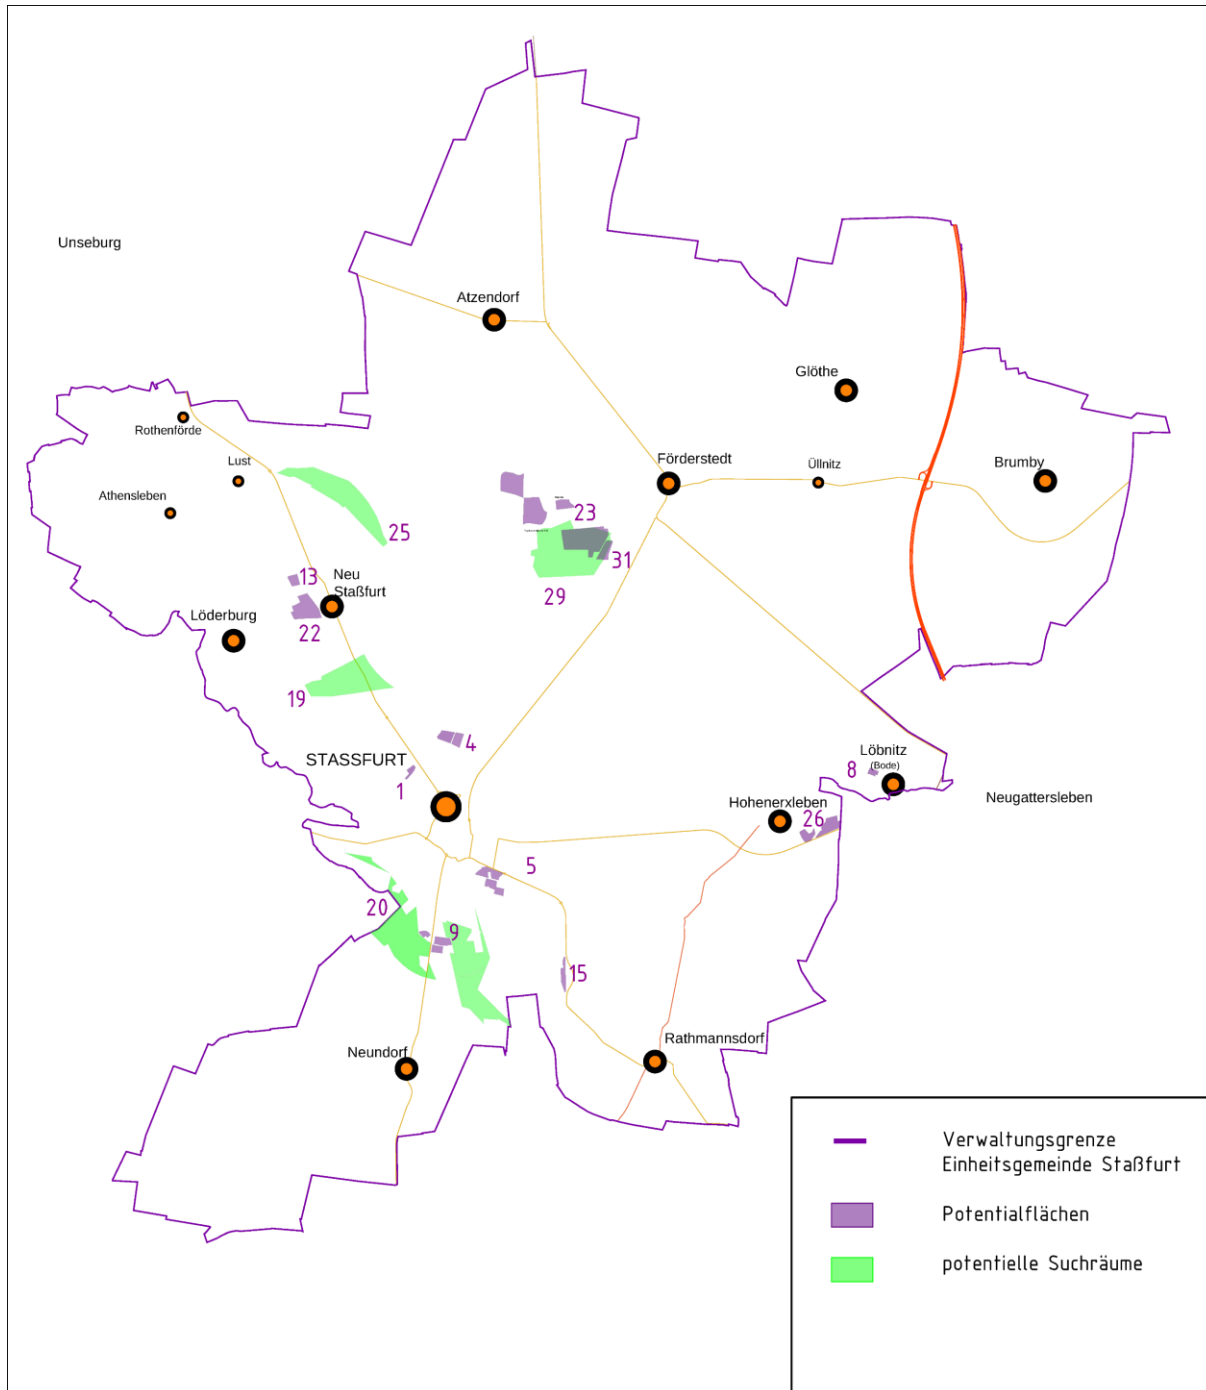 Unseburg
Atzendorf
Glöthe
Rothenförde
Lust
Förderstedt
Üllnitz
Brumby
Athensleben
23
25
31
13
Neu
Staßfurt
29
Löderburg
22
19
4
STASSFURT
Löbnitz
(Bode)
8
1
Hohenerxleben
Neugattersleben
26
5
20
9
15
Rathmannsdorf
Neundorf
Verwaltungsgrenze
Einheitsgemeinde Staßfurt
Potentialflächen
potentielle Suchräume